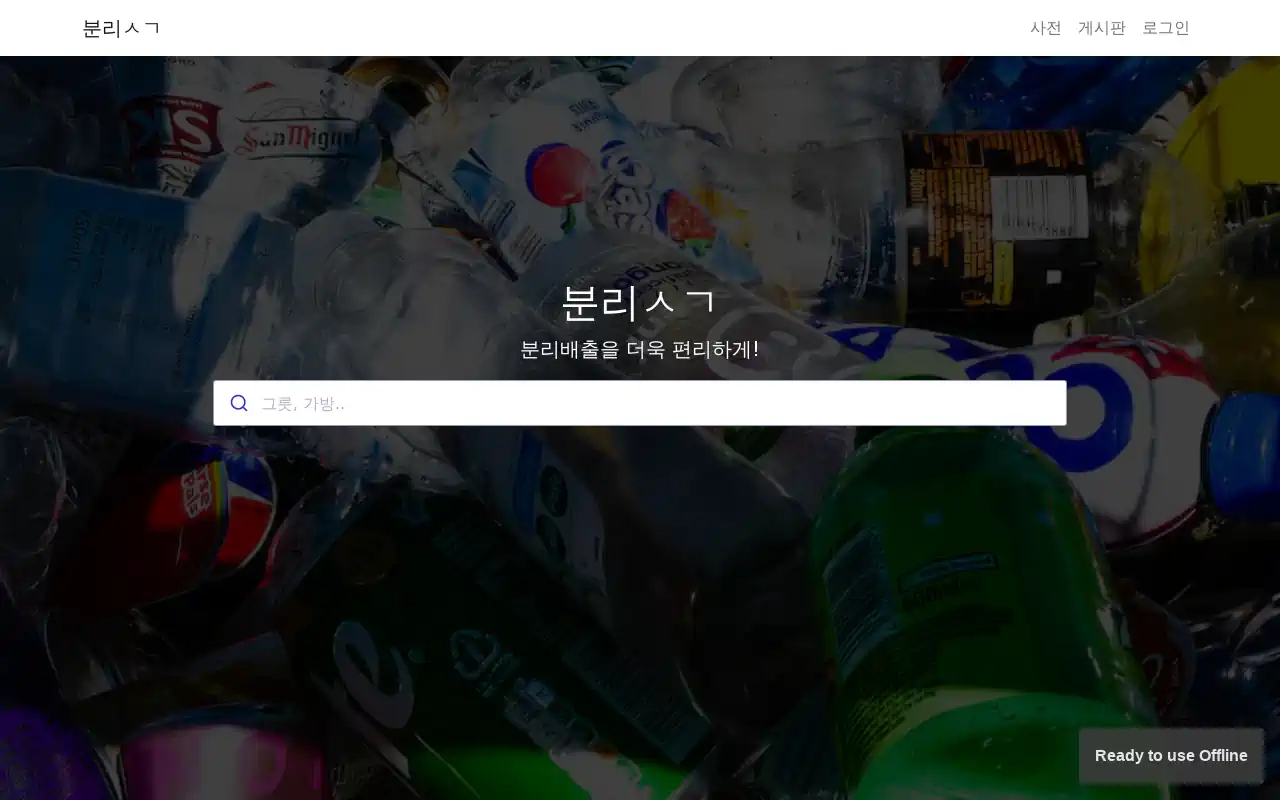 분리ㅅㄱ
사전 게시판 로그인
SanMiguel
분리ㅅㄱ
분리배출을 더욱 편리하게!
그릇, 가방..
Ready to use Offline